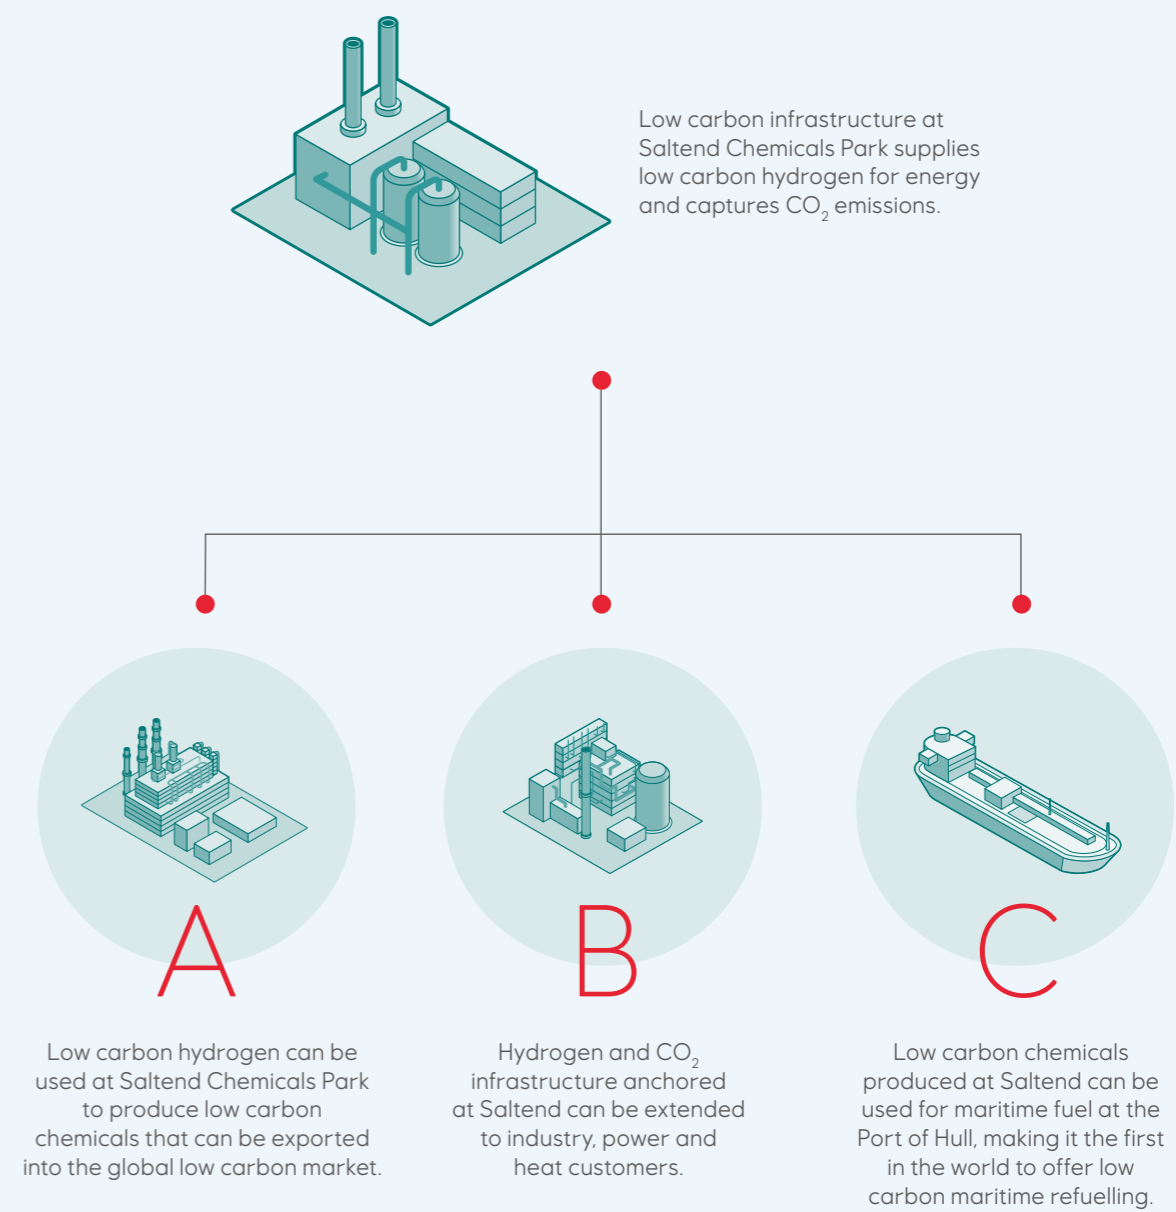 Low carbon infrastructure at
Saltend Chemicals Park supplies
low carbon hydrogen for energy
and captures CO₂ emissions.
A
Low carbon hydrogen can be
used at Saltend Chemicals Park
to produce low carbon
chemicals that can be exported
into the global low carbon market.
B
Hydrogen and CO₂
infrastructure anchored
at Saltend can be extended
to industry, power and
heat customers.
C
Low carbon chemicals
produced at Saltend can be
used for maritime fuel at the
Port of Hull, making it the first
in the world to offer low
carbon maritime refuelling.